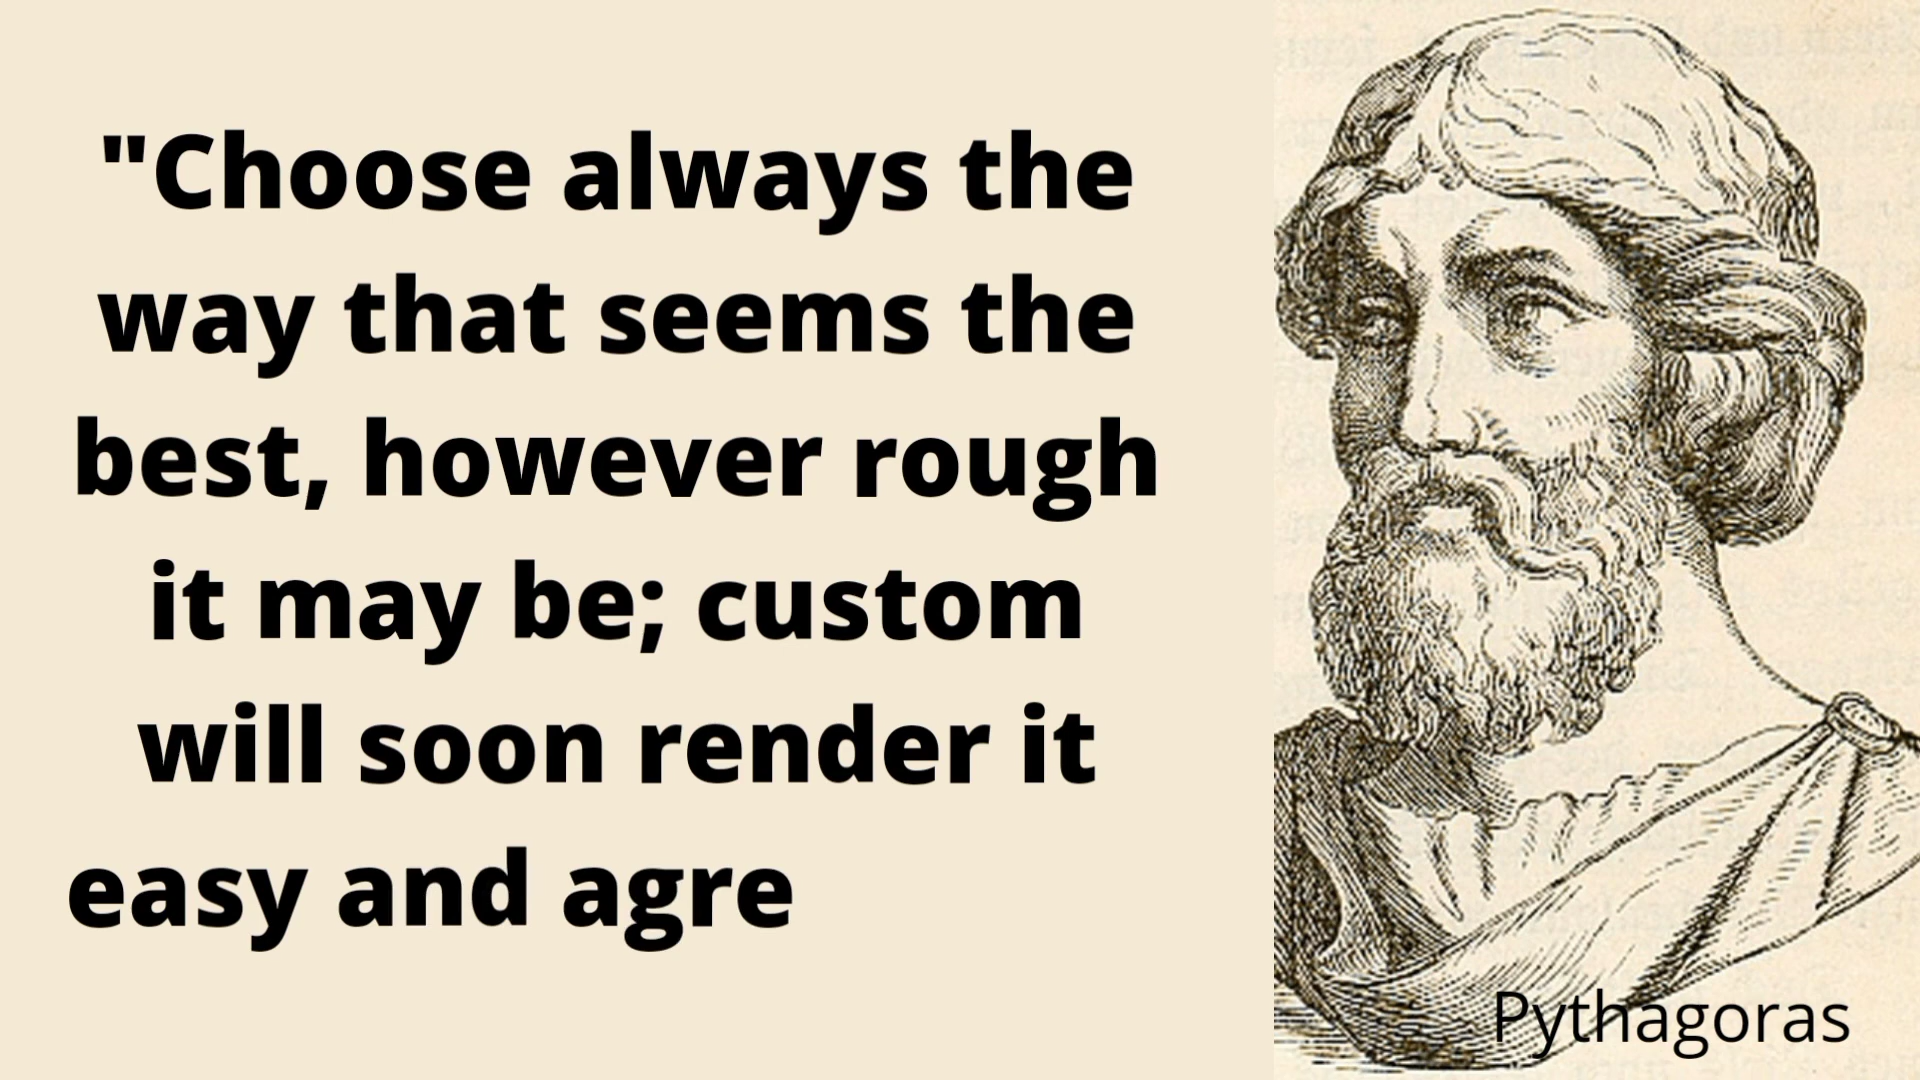 "Choose always the
way that seems the
best, however rough
it may be; custom
will soon render it
easy and agre
Pythagoras